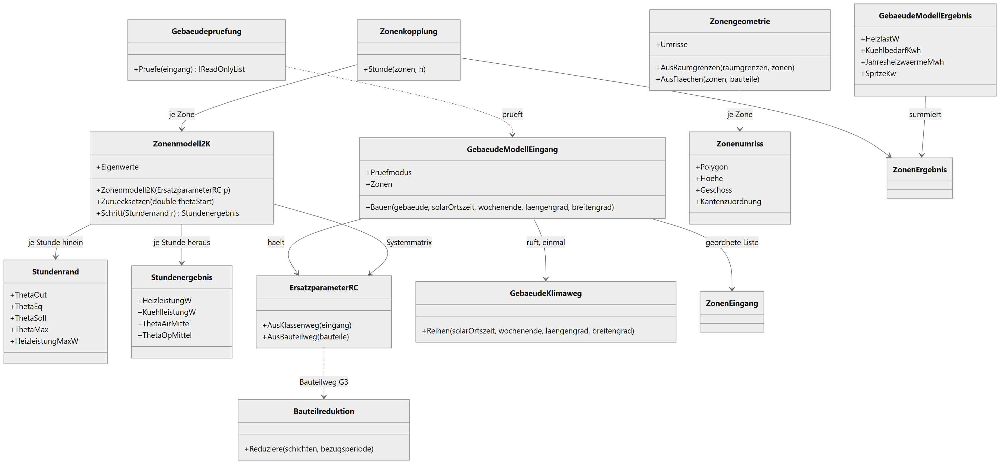 Gebaeudepruefung
+Pruefe(eingang) : IReadOnlyList
Zonenkopplung
+Stunde(zonen, h)
Zonengeometrie
+Umrisse
+AusRaumgrenzen(raumgrenzen, zonen)
+AusFlaechen(zonen, bauteile)
GebaeudeModellErgebnis
+HeizlastW
+KuehlbedarfKwh
+JahresheizwaermeMwh
+SpitzeKw
je Zone
prueft
je Zone
summiert
Zonenmodell2K
+Eigenwerte
+Zonenmodell2K(ErsatzparameterRC p)
+Zuruecksetzen(double thetaStart)
+Schritt(Stundenrand r) : Stundenergebnis
GebaeudeModellEingang
+Pruefmodus
+Zonen
+Bauen(gebaeude, solarOrtszeit, wochenende, laengengrad, breitengrad)
Zonenumriss
+Polygon
+Hoehe
+Geschoss
+Kantenzuordnung
ZonenErgebnis
je Stunde hinein
je Stunde heraus
haelt
Systemmatrix
ruft, einmal
geordnete Liste
Stundenrand
+ThetaOut
+ThetaEq
+ThetaSoll
+ThetaMax
+HeizleistungMaxW
Stundenergebnis
+HeizleistungW
+KuehlleistungW
+ThetaAirMittel
+ThetaOpMittel
ErsatzparameterRC
+AusKlassenweg(eingang)
+AusBauteilweg(bauteile)
GebaeudeKlimaweg
+Reihen(solarOrtszeit, wochenende, laengengrad, breitengrad)
ZonenEingang
Bauteilweg G3
Bauteilreduktion
+Reduziere(schichten, bezugsperiode)